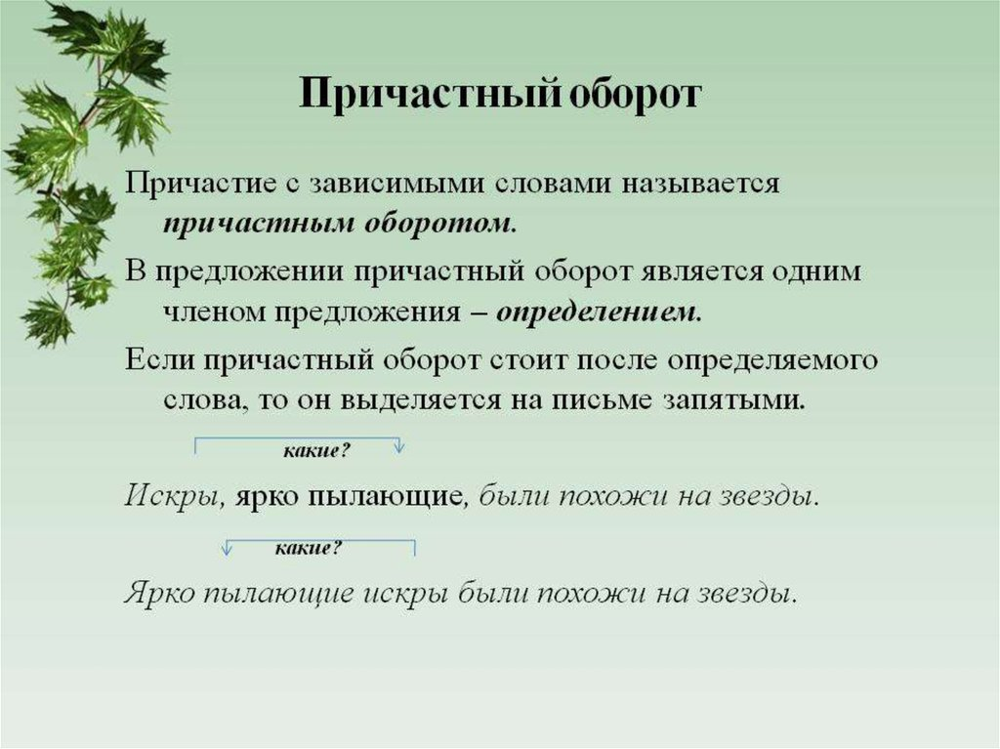 Причастный оборот
Причастие с зависимыми словами называется
причастным оборотом.
В предложении причастный оборот является одним
членом предложения – определением.
Если причастный оборот стоит после определяемого
слова, то он выделяется на письме запятыми.
какие?
Искры, ярко пылающие, были похожи на звезды.
какие?
Ярко пылающие искры были похожи на звезды.